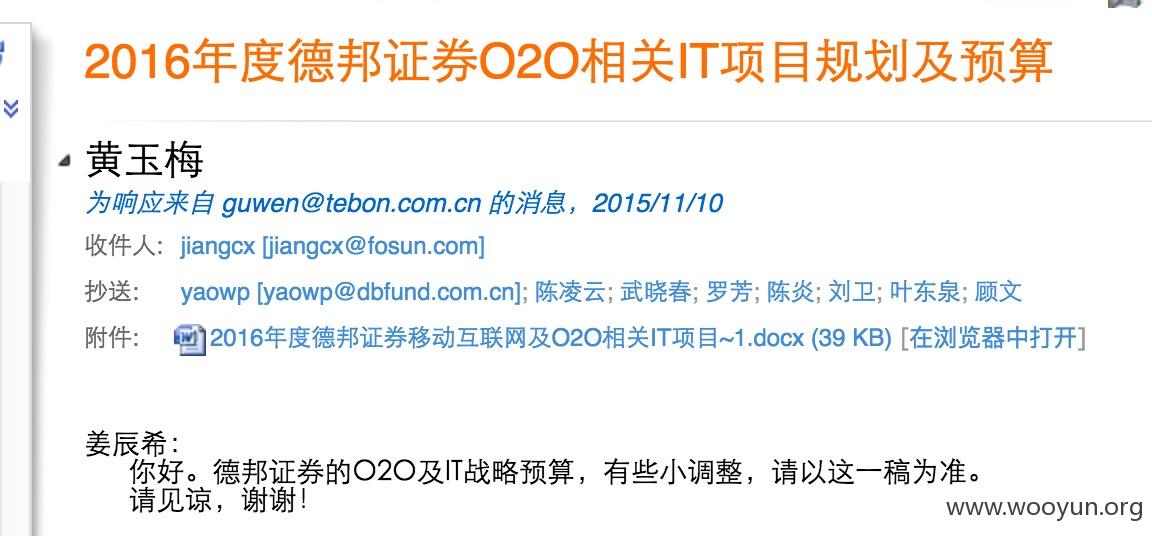 2016年度德邦证券O2O相关IT项目规划及预算
黄玉梅
为响应来自 guwen@tebon.com.cn 的消息，2015/11/10
收件人: jiangcx [jiangcx@fosun.com]
抄送: yaowp [yaowp@dbfund.com.cn]; 陈凌云; 武晓春; 罗芳; 陈炎; 刘卫; 叶东泉; 顾文
附件: 2016年度德邦证券移动互联网及O2O相关IT项目~1.docx (39 KB) [在浏览器中打开]
姜辰希：
你好。德邦证券的O2O及IT战略预算，有些小调整，请以这一稿为准。
请见谅，谢谢！
www.wooyun.org